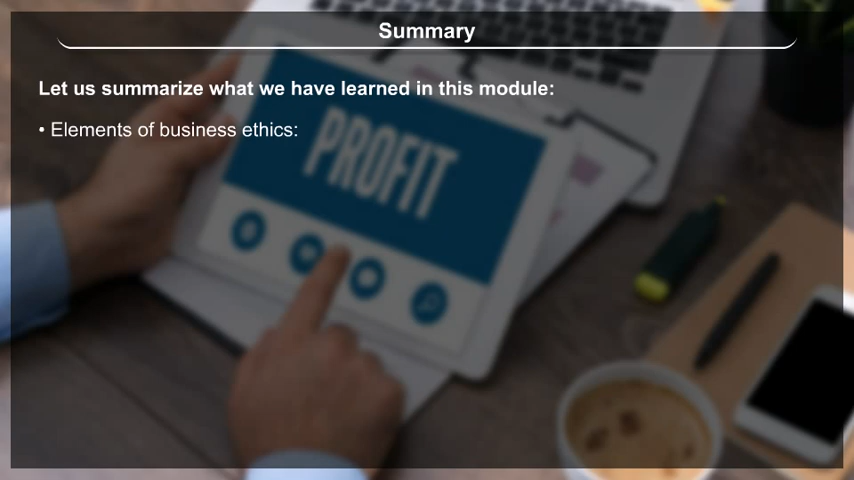 Summary
Let us summarize what we have learned in this module:
• Elements of business ethics:
PROFIT